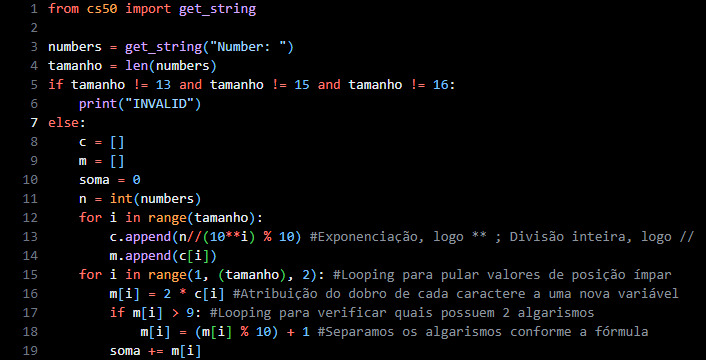 1 from cs50 import get_string
2
3 numbers = get_string("Number: ")
4 tamanho = len(numbers)
5 if tamanho != 13 and tamanho != 15 and tamanho != 16:
6     print("INVALID")
7 else:
8     c = []
9     m = []
10     soma = 0
11     n = int(numbers)
12     for i in range(tamanho):
13         c.append(n//(10**i) % 10) #Exponenciação, logo ** ; Divisão inteira, logo //
14         m.append(c[i])
15     for i in range(1, (tamanho), 2): #Looping para pular valores de posição ímpar
16         m[i] = 2 * c[i] #Atribuição do dobro de cada caractere a uma nova variável
17         if m[i] > 9: #Looping para verificar quais possuem 2 algarismos
18             m[i] = (m[i] % 10) + 1 #Separamos os algarismos conforme a fórmula
19         soma += m[i]